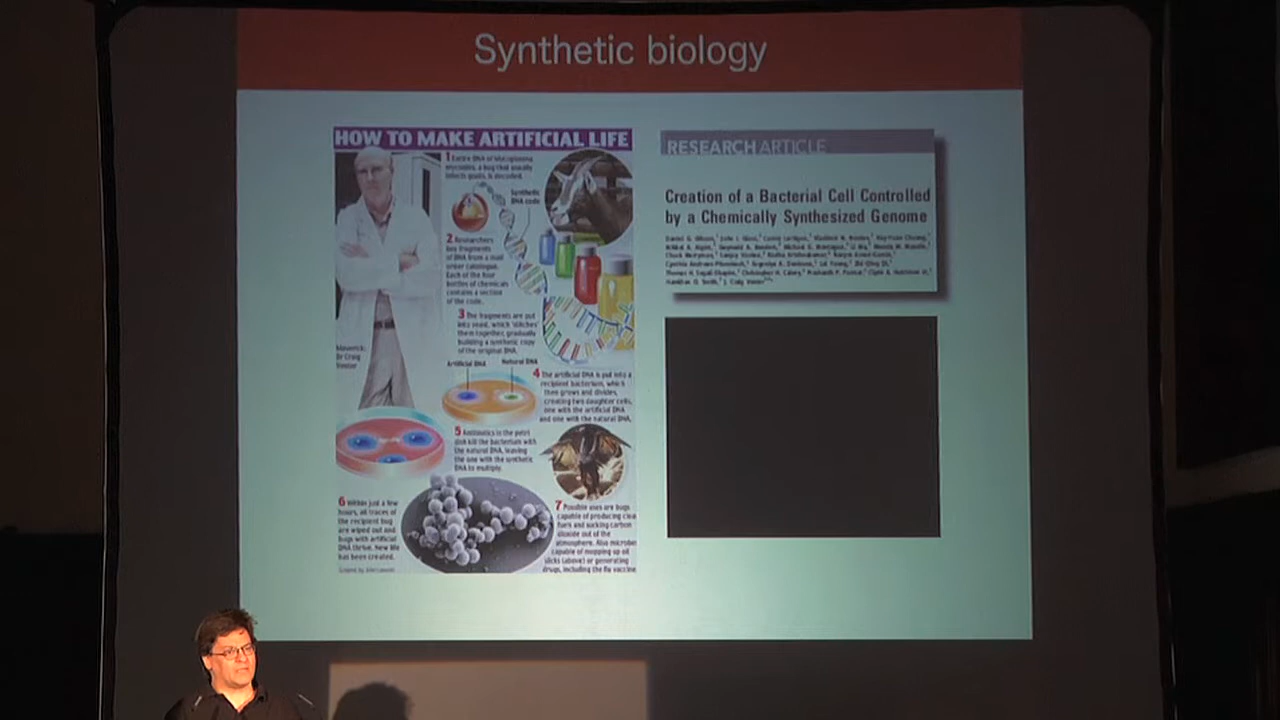 Synthetic biology
HOW TO MAKE ARTIFICIAL LIFE
1 Entire DNA of Mycoplasma
mycoides, a bug that usually
infects goats, is decoded.
Synthetic
DNA code
2 Researchers
buy fragments
of DNA from a mail
order catalogue.
Each of the four
bottles of chemicals
contains a section
of the code.
3 The fragments are put
into yeast, which 'stitches'
them together, gradually
building a synthetic copy
of the original DNA.
Maverick:
Dr Craig
Venter
Artificial DNA
Natural DNA
4 The artificial DNA is put into a
recipient bacterium, which
then grows and divides,
creating two daughter cells,
one with the artificial DNA
and one with the natural DNA.
5 Antibiotics in the petri
dish kill the bacterium with
the natural DNA, leaving
the one with the synthetic
DNA to multiply.
6 Within just a few
hours, all traces of
the recipient bug
are wiped out and
bugs with artificial
DNA thrive. New life
has been created.
7 Possible uses are bugs
capable of producing clean
fuels and sucking carbon
dioxide out of the
atmosphere. Also microbes
capable of mopping up oil
slicks (above) or generating
drugs, including the flu vaccine
RESEARCH ARTICLE
Creation of a Bacterial Cell Controlled
by a Chemically Synthesized Genome